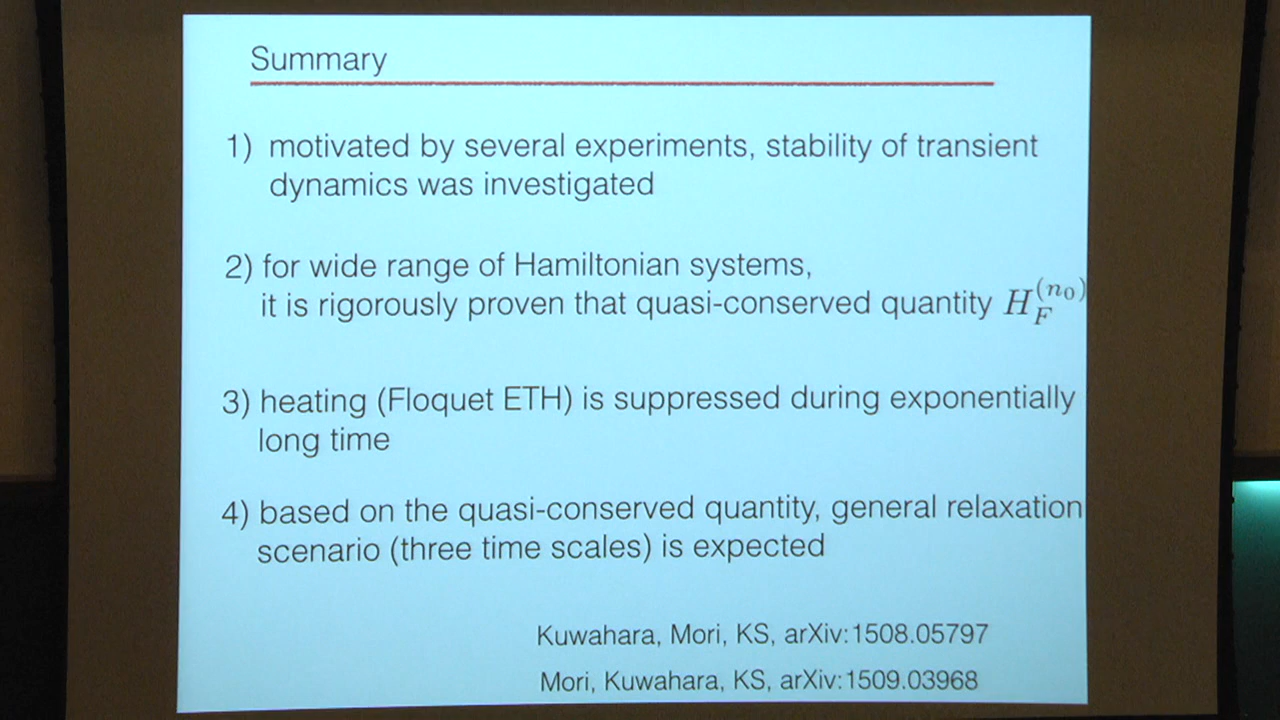 Summary
1) motivated by several experiments, stability of transient
dynamics was investigated
2) for wide range of Hamiltonian systems,
it is rigorously proven that quasi-conserved quantity $H_F^{(n_0)}$
3) heating (Floquet ETH) is suppressed during exponentially
long time
4) based on the quasi-conserved quantity, general relaxation
scenario (three time scales) is expected
Kuwahara, Mori, KS, arXiv:1508.05797
Mori, Kuwahara, KS, arXiv:1509.03968